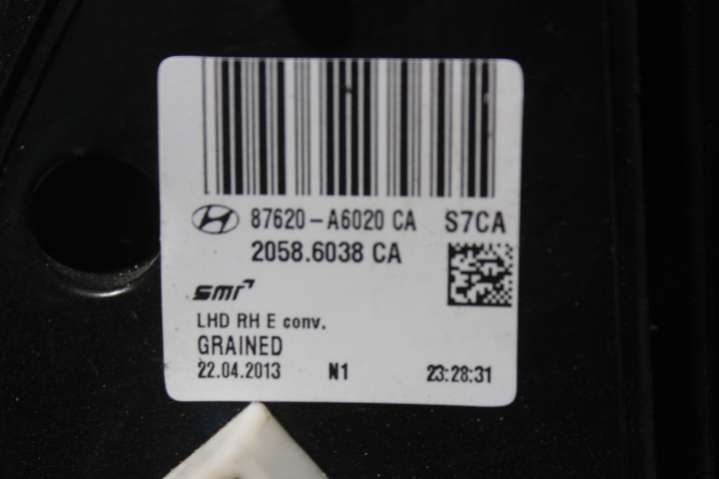 87620-A6020 CA S7CA
2058.6038 CA
smr
LHD RH E conv.
GRAINED
22.04.2013 N1 23:28:31